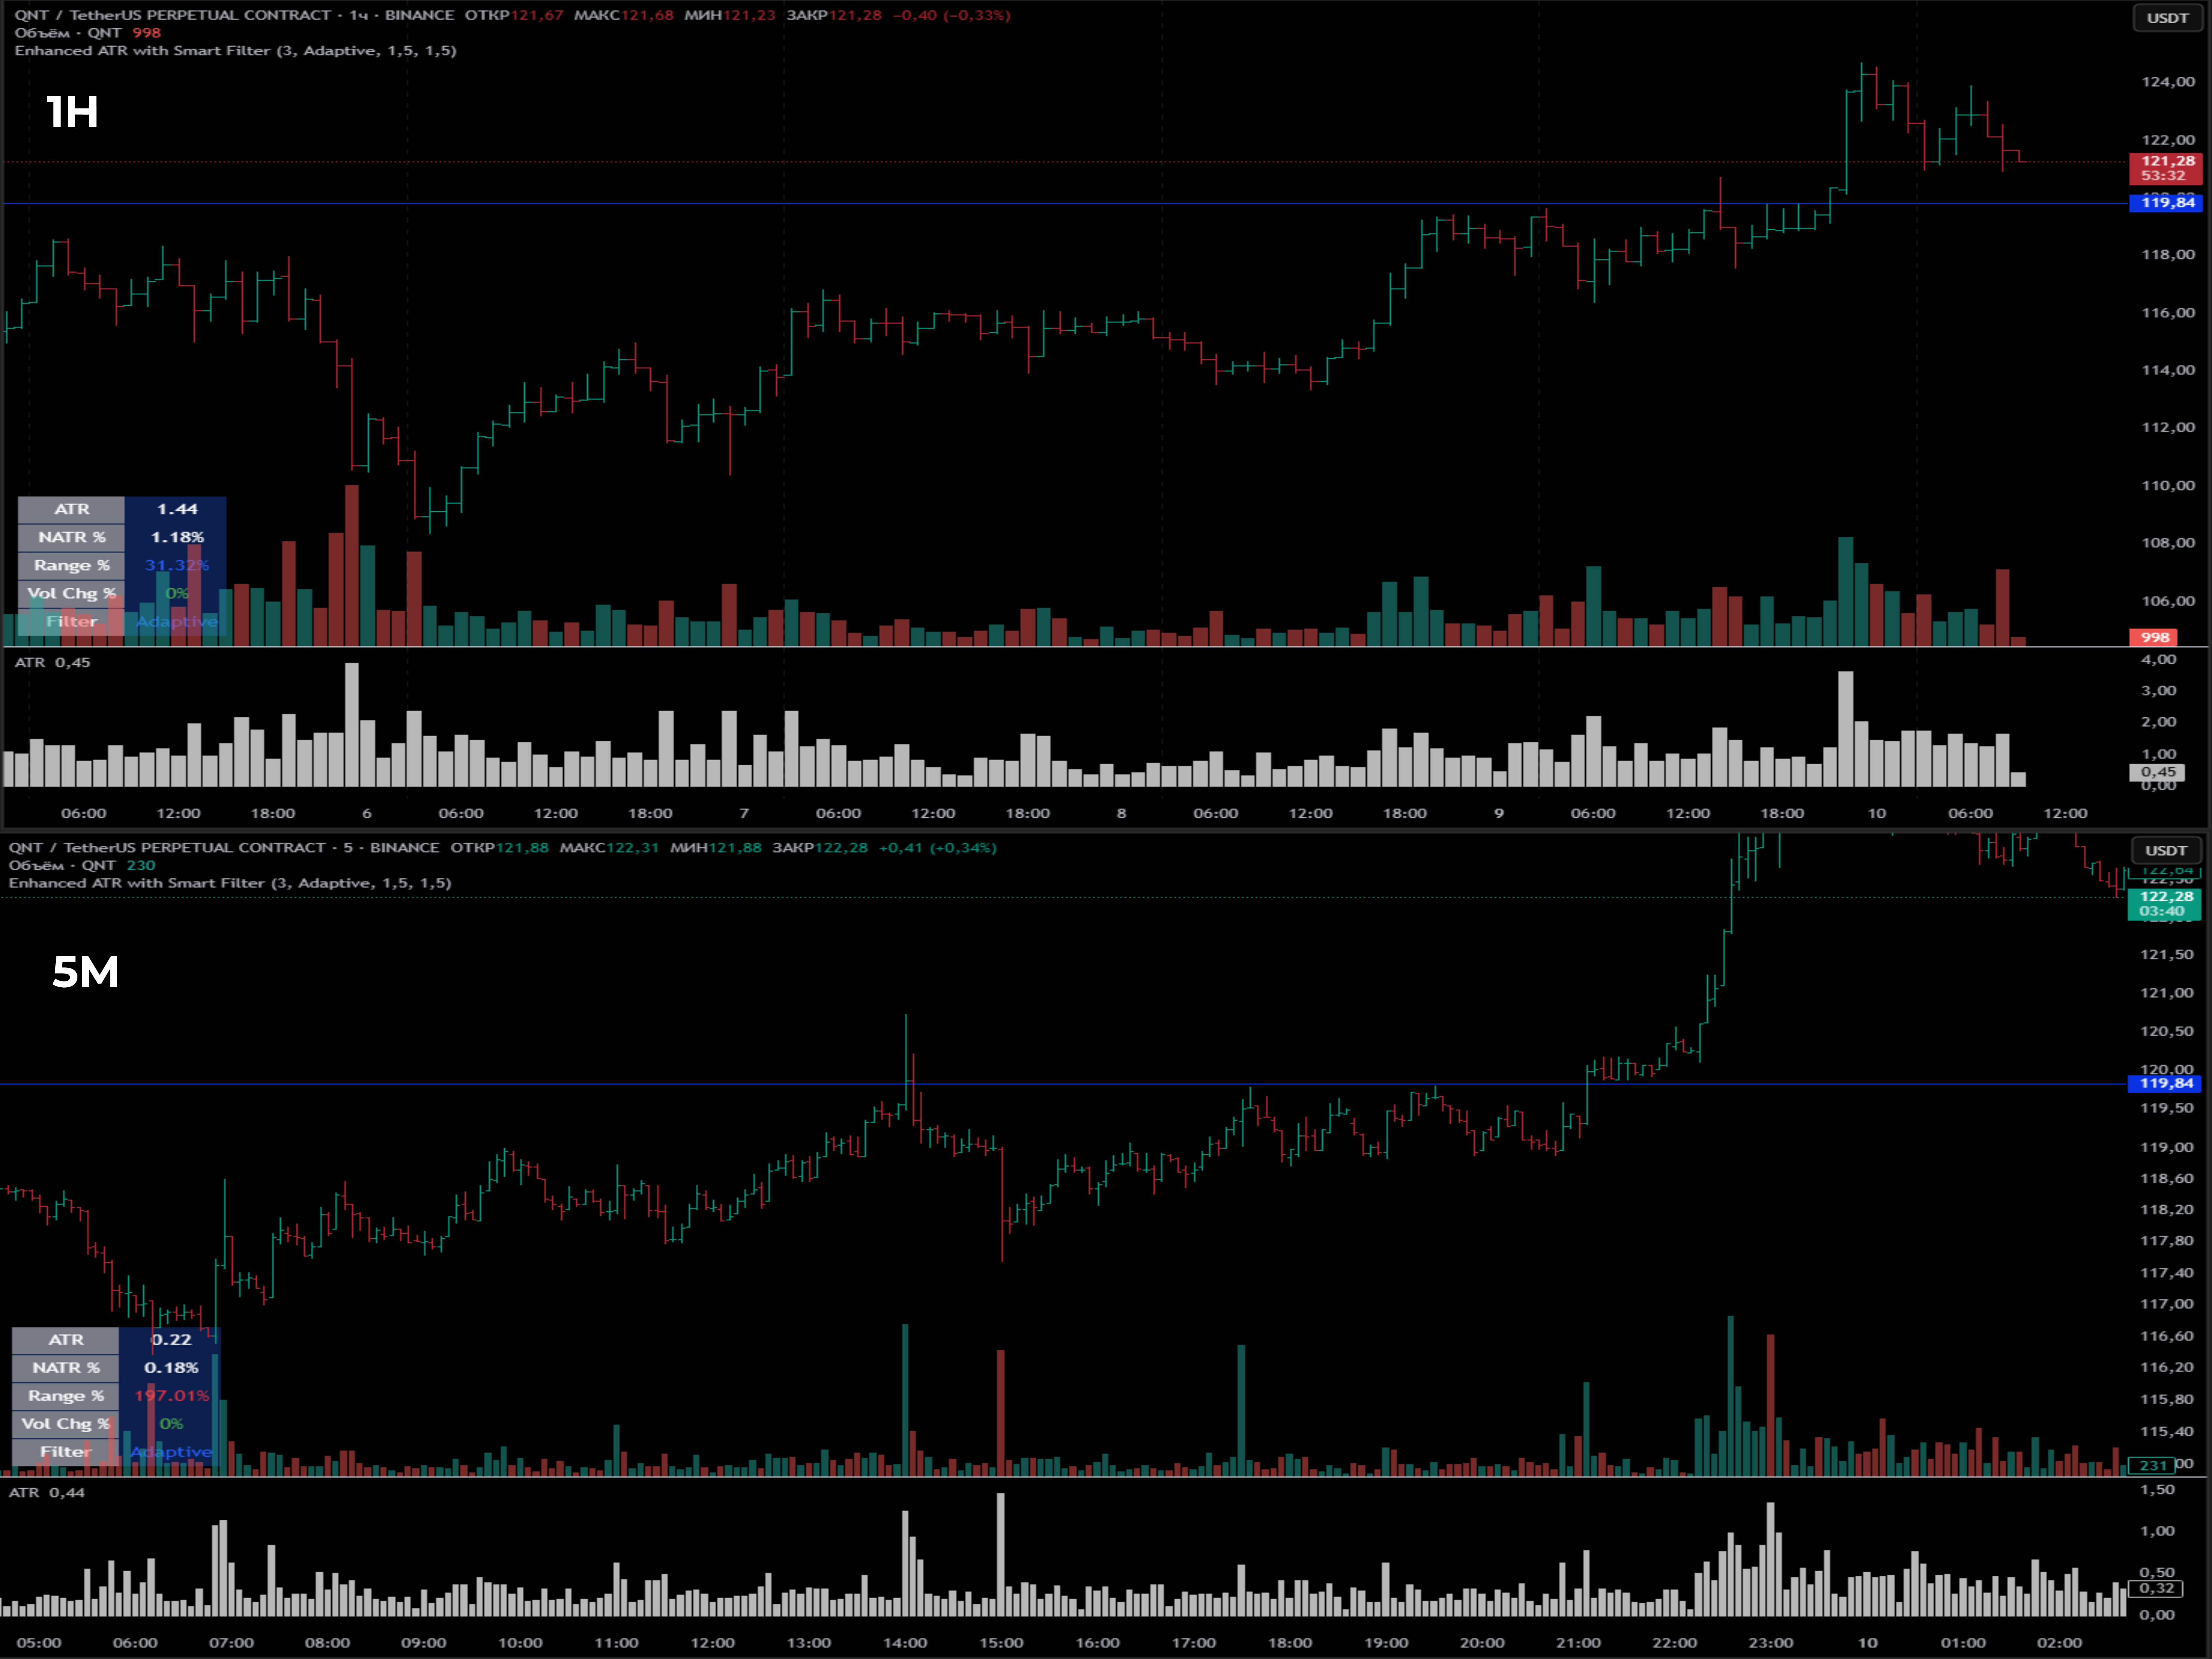 QNT / TetherUS PERPETUAL CONTRACT · 1ч · BINANCE ОТКР121,67 МАКС121,68 МИН121,23 ЗАКР121,28 −0,40 (−0,33%)
Объём · QNT 998
Enhanced ATR with Smart Filter (3, Adaptive, 1,5, 1,5)
1H
USDT
124,00
122,00
121,28
53:32
119,84
118,00
116,00
114,00
112,00
110,00
108,00
106,00
998
ATR 1.44
NATR % 1.18%
Range % 31.32%
Vol Chg % 0%
Filter Adaptive
ATR 0,45
4,00
3,00
2,00
1,00
0,45
0,00
06:00 12:00 18:00 6 06:00 12:00 18:00 7 06:00 12:00 18:00 8 06:00 12:00 18:00 9 06:00 12:00 18:00 10 06:00 12:00
QNT / TetherUS PERPETUAL CONTRACT · 5 · BINANCE ОТКР121,88 МАКС122,31 МИН121,88 ЗАКР122,28 +0,41 (+0,34%)
Объём · QNT 230
Enhanced ATR with Smart Filter (3, Adaptive, 1,5, 1,5)
5M
USDT
122,64
122,28
03:40
121,50
121,00
120,50
120,00
119,84
119,50
119,00
118,60
118,20
117,80
117,40
117,00
116,60
116,20
115,80
115,40
231
ATR 0.22
NATR % 0.18%
Range % 197.01%
Vol Chg % 0%
Filter Adaptive
ATR 0,44
1,50
1,00
0,50
0,32
0,00
05:00 06:00 07:00 08:00 09:00 10:00 11:00 12:00 13:00 14:00 15:00 16:00 17:00 18:00 19:00 20:00 21:00 22:00 23:00 10 01:00 02:00